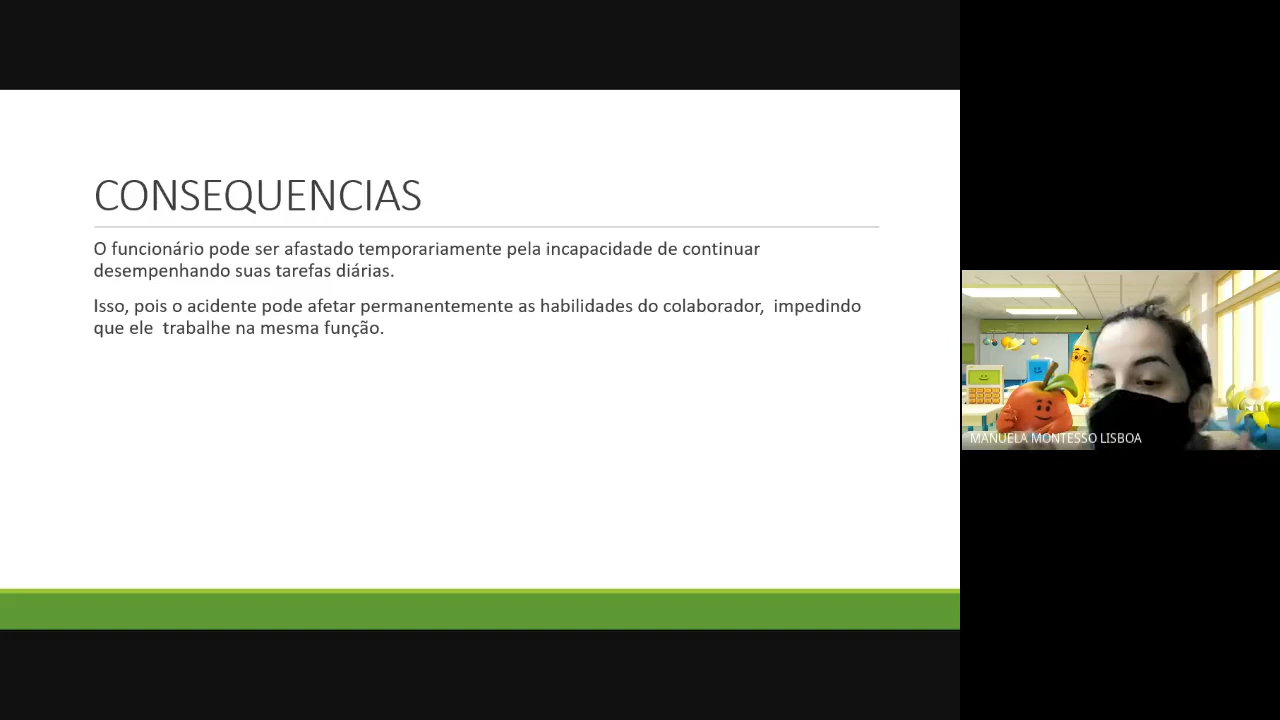 CONSEQUENCIAS
O funcionário pode ser afastado temporariamente pela incapacidade de continuar
desempenhando suas tarefas diárias.
Isso, pois o acidente pode afetar permanentemente as habilidades do colaborador,  impedindo
que ele  trabalhe na mesma função.
MANUELA MONTESSO LISBOA